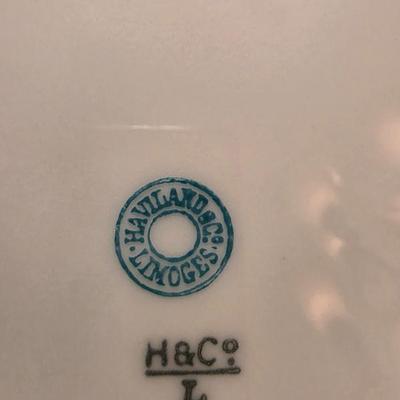 HAVILAND & Co.
· LIMOGES ·
H & Co
L